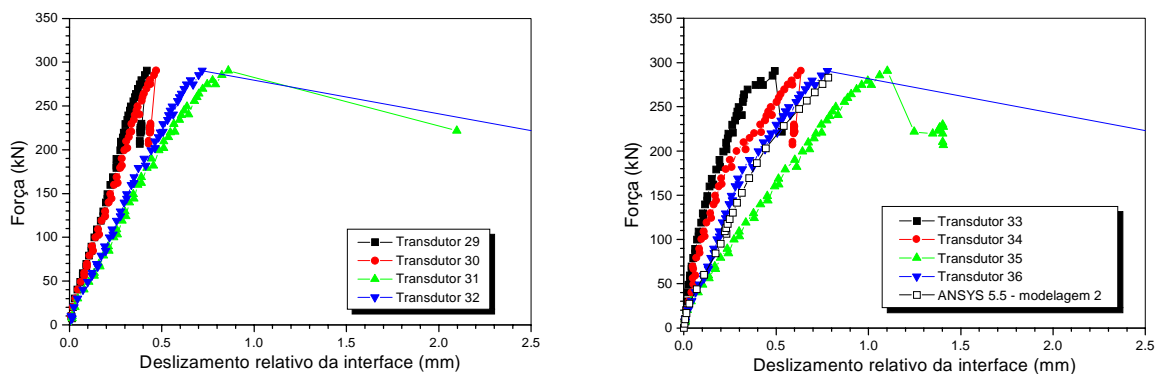 350
300
250
200
150
100
50
0
Força (kN)
0.0 0.5 1.0 1.5 2.0 2.5
Deslizamento relativo da interface (mm)
Transdutor 29
Transdutor 30
Transdutor 31
Transdutor 32
350
300
250
200
150
100
50
0
Força (kN)
0.0 0.5 1.0 1.5 2.0 2.5
Deslizamento relativo da interface (mm)
Transdutor 33
Transdutor 34
Transdutor 35
Transdutor 36
ANSYS 5.5 - modelagem 2